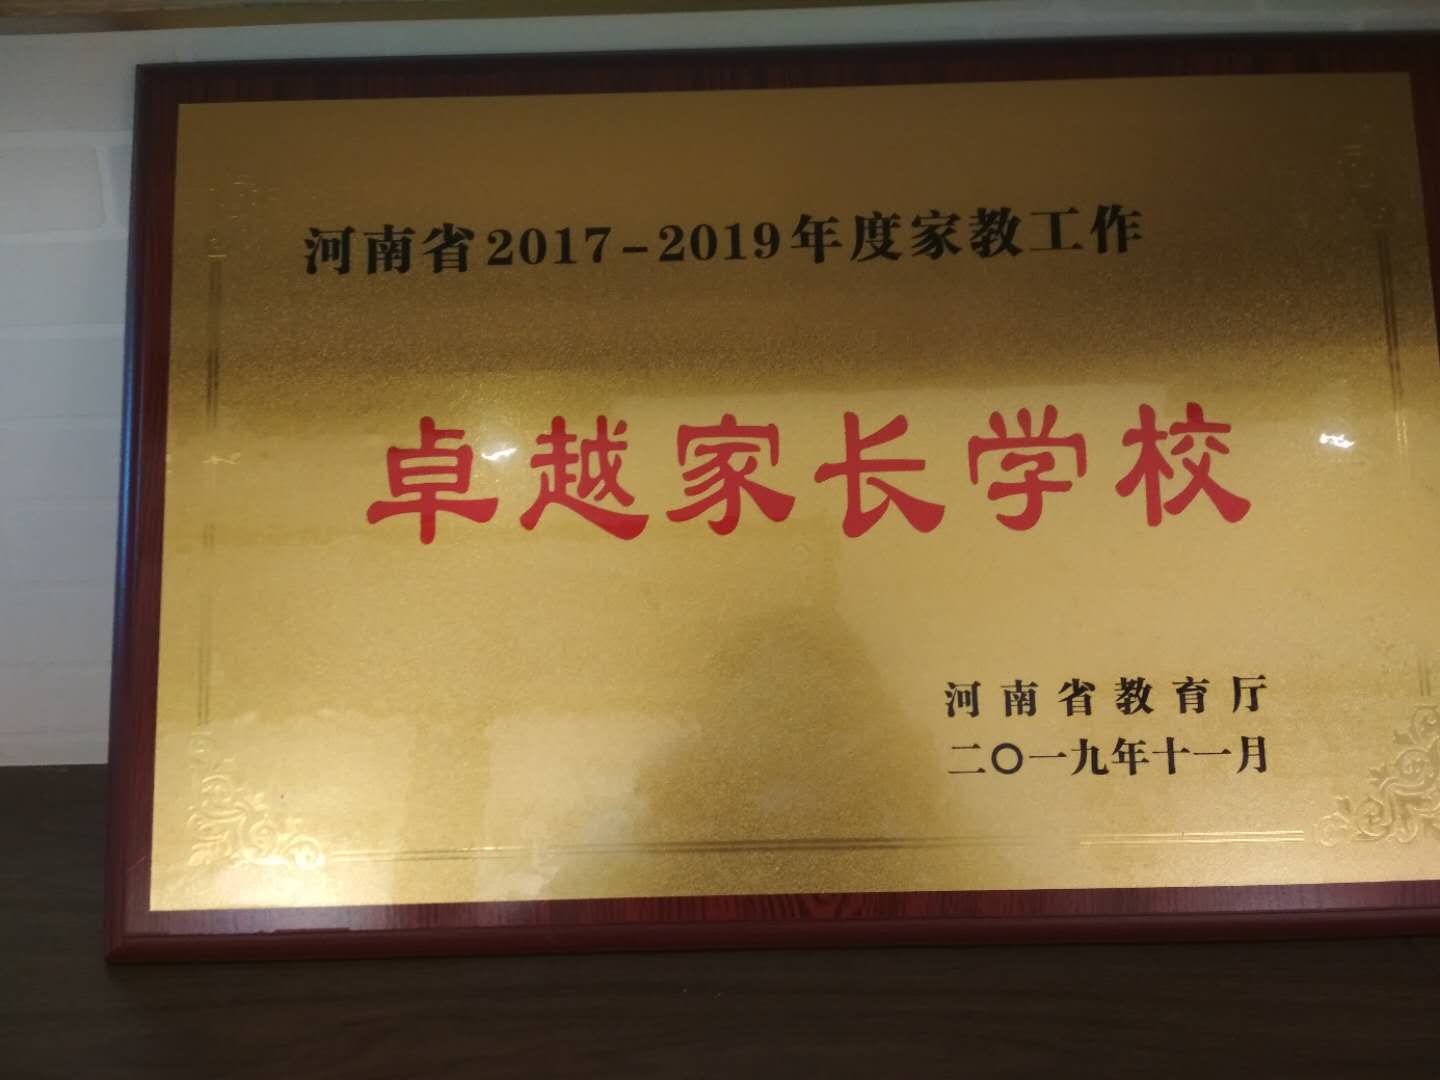 河南省2017-2019年度家教工作
卓越家长学校
河南省教育厅
二〇一九年十一月